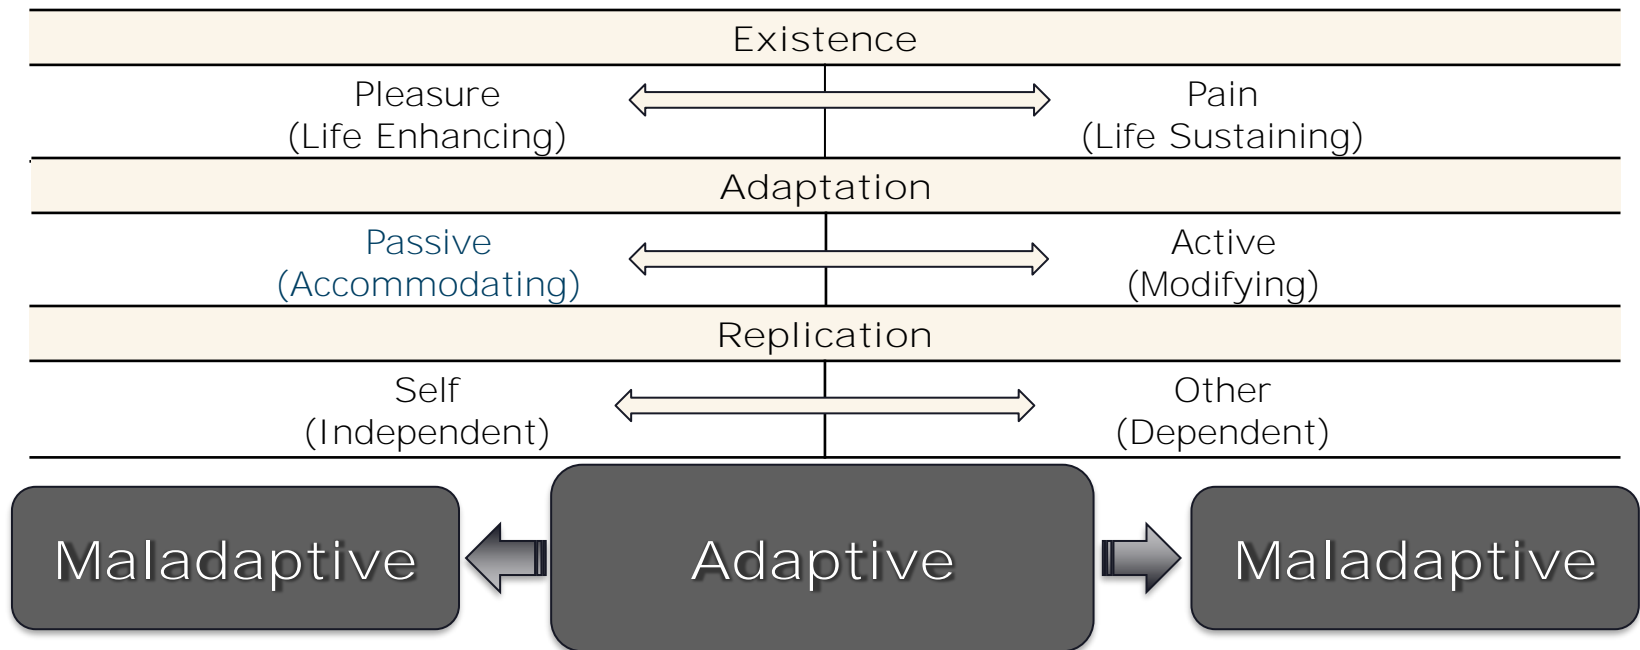 Existence
Pleasure
(Life Enhancing)
Pain
(Life Sustaining)
Adaptation
Passive
(Accommodating)
Active
(Modifying)
Replication
Self
(Independent)
Other
(Dependent)
Maladaptive
Adaptive
Maladaptive